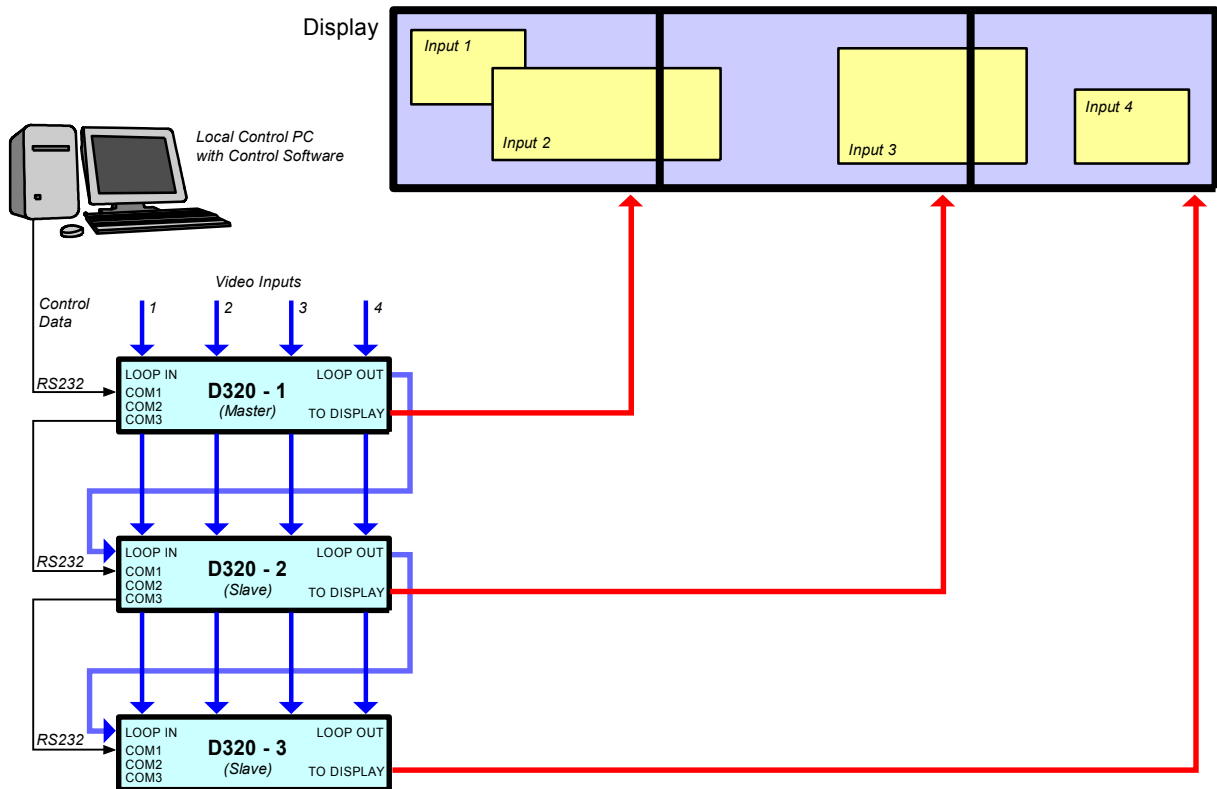 Display
Input 1
Input 2
Input 3
Input 4
Local Control PC
with Control Software
Video Inputs
Control
Data
1
2
3
4
RS232
LOOP IN
LOOP OUT
COM1
COM2
COM3
D320 - 1
(Master)
TO DISPLAY
RS232
LOOP IN
LOOP OUT
COM1
COM2
COM3
D320 - 2
(Slave)
TO DISPLAY
RS232
LOOP IN
LOOP OUT
COM1
COM2
COM3
D320 - 3
(Slave)
TO DISPLAY